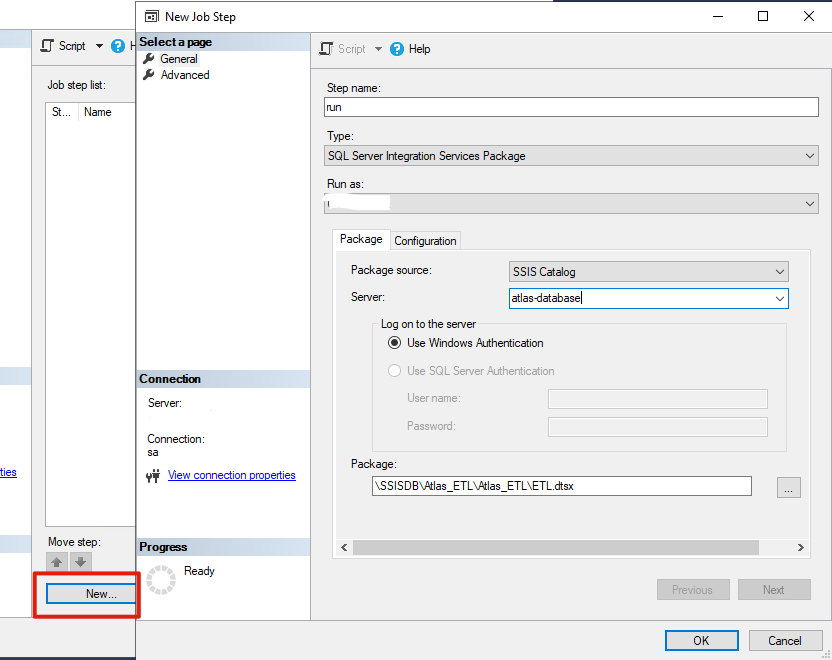 New Job Step
Script
H
Job step list:
St...
Name
ties
Move step:
New...
Select a page
General
Advanced
Connection
Server:
Connection:
sa
View connection properties
Progress
Ready
Script
Help
Step name:
run
Type:
SQL Server Integration Services Package
Run as:
Package
Configuration
Package source:
SSIS Catalog
Server:
atlas-database
Log on to the server
Use Windows Authentication
Use SQL Server Authentication
User name:
Password:
Package:
\SSISDB\Atlas_ETL\Atlas_ETL\ETL.dtsx
...
Previous
Next
OK
Cancel